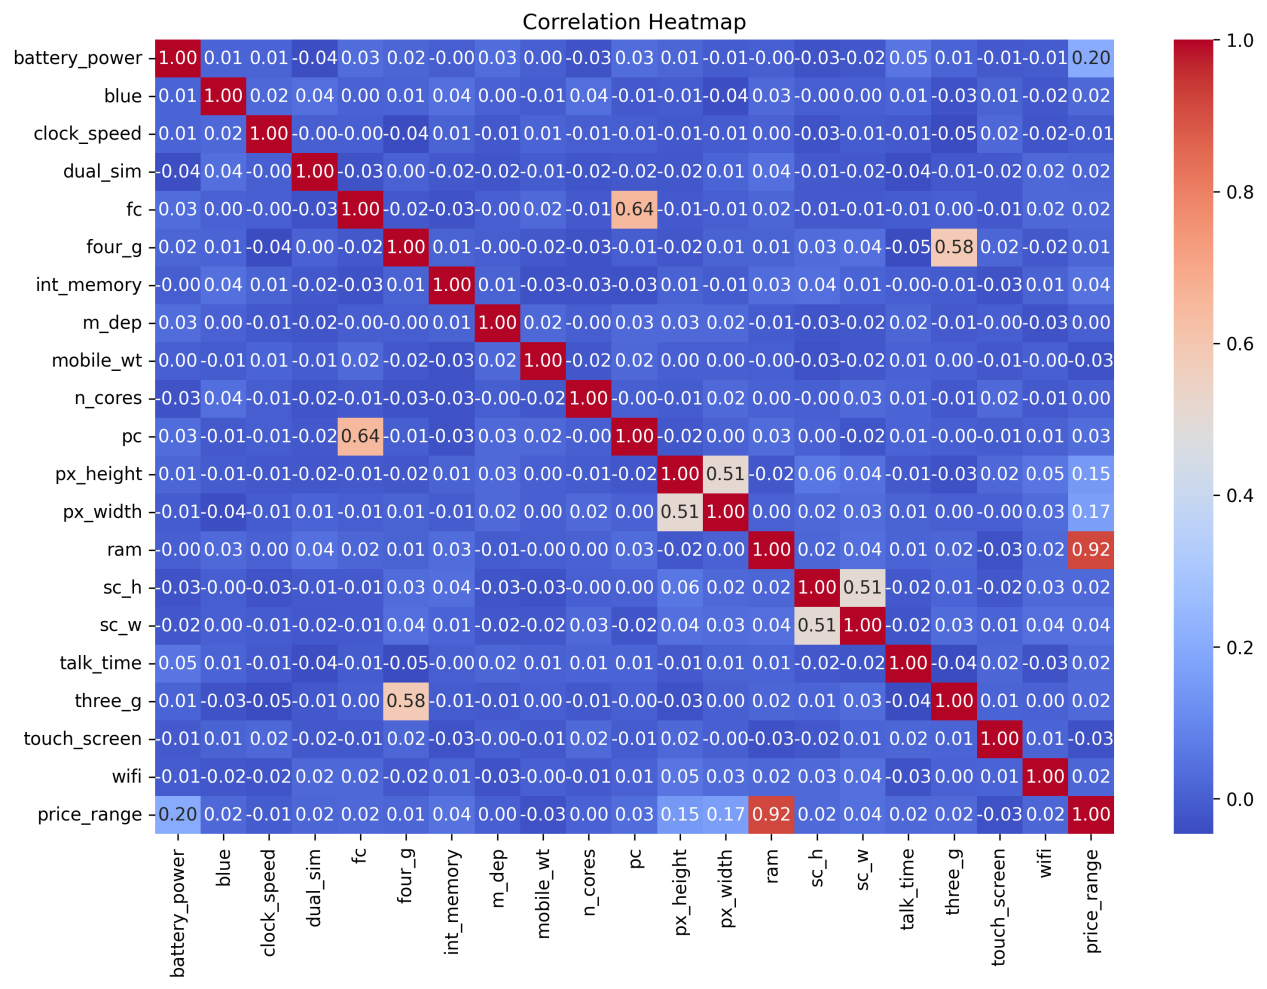 Correlation Heatmap
battery_power 1.00 0.01 0.01 -0.04 0.03 0.02 -0.00 0.03 0.00 -0.03 0.03 0.01 -0.01 -0.00 -0.03 -0.02 0.05 0.01 -0.01 -0.01 0.20
blue 0.01 1.00 0.02 0.04 0.00 0.01 0.04 0.00 -0.01 0.04 -0.01 -0.01 -0.04 0.03 -0.00 0.00 0.01 -0.03 0.01 -0.02 0.02
clock_speed 0.01 0.02 1.00 -0.00 -0.00 -0.04 0.01 -0.01 0.01 -0.01 -0.01 -0.01 -0.01 0.00 -0.03 -0.01 -0.01 -0.05 0.02 -0.02 -0.01
dual_sim -0.04 0.04 -0.00 1.00 -0.03 0.00 -0.02 -0.02 -0.01 -0.02 -0.02 -0.02 0.01 0.04 -0.01 -0.02 -0.04 -0.01 -0.02 0.02 0.02
fc 0.03 0.00 -0.00 -0.03 1.00 -0.02 -0.03 -0.00 0.02 -0.01 0.64 -0.01 -0.01 0.02 -0.01 -0.01 -0.01 0.00 -0.01 0.02 0.02
four_g 0.02 0.01 -0.04 0.00 -0.02 1.00 0.01 -0.00 -0.02 -0.03 -0.01 -0.02 0.01 0.01 0.03 0.04 -0.05 0.58 0.02 -0.02 0.01
int_memory -0.00 0.04 0.01 -0.02 -0.03 0.01 1.00 0.01 -0.03 -0.03 -0.03 0.01 -0.01 0.03 0.04 0.01 -0.00 -0.01 -0.03 0.01 0.04
m_dep 0.03 0.00 -0.01 -0.02 -0.00 -0.00 0.01 1.00 0.02 -0.00 0.03 0.03 0.02 -0.01 -0.03 -0.02 0.02 -0.01 -0.00 -0.03 0.00
mobile_wt 0.00 -0.01 0.01 -0.01 0.02 -0.02 -0.03 0.02 1.00 -0.02 0.02 0.00 0.00 -0.00 -0.03 -0.02 0.01 0.00 -0.01 -0.00 -0.03
n_cores -0.03 0.04 -0.01 -0.02 -0.01 -0.03 -0.03 -0.00 -0.02 1.00 -0.00 -0.01 0.02 0.00 -0.00 0.03 0.01 -0.01 0.02 -0.01 0.00
pc 0.03 -0.01 -0.01 -0.02 0.64 -0.01 -0.03 0.03 0.02 -0.00 1.00 -0.02 0.00 0.03 0.00 -0.02 0.01 -0.00 -0.01 0.01 0.03
px_height 0.01 -0.01 -0.01 -0.02 -0.01 -0.02 0.01 0.03 0.00 -0.01 -0.02 1.00 0.51 -0.02 0.06 0.04 -0.01 -0.03 0.02 0.05 0.15
px_width -0.01 -0.04 -0.01 0.01 -0.01 0.01 -0.01 0.02 0.00 0.02 0.00 0.51 1.00 0.00 0.02 0.03 0.01 0.00 -0.00 0.03 0.17
ram -0.00 0.03 0.00 0.04 0.02 0.01 0.03 -0.01 -0.00 0.00 0.03 -0.02 0.00 1.00 0.02 0.04 0.01 0.02 -0.03 0.02 0.92
sc_h -0.03 -0.00 -0.03 -0.01 -0.01 0.03 0.04 -0.03 -0.03 -0.00 0.00 0.06 0.02 0.02 1.00 0.51 -0.02 0.01 -0.02 0.03 0.02
sc_w -0.02 0.00 -0.01 -0.02 -0.01 0.04 0.01 -0.02 -0.02 0.03 -0.02 0.04 0.03 0.04 0.51 1.00 -0.02 0.03 0.01 0.04 0.04
talk_time 0.05 0.01 -0.01 -0.04 -0.01 -0.05 -0.00 0.02 0.01 0.01 0.01 -0.01 0.01 0.01 -0.02 -0.02 1.00 -0.04 0.02 -0.03 0.02
three_g 0.01 -0.03 -0.05 -0.01 0.00 0.58 -0.01 -0.01 0.00 -0.01 -0.00 -0.03 0.00 0.02 0.01 0.03 -0.04 1.00 0.01 0.00 0.02
touch_screen -0.01 0.01 0.02 -0.02 -0.01 0.02 -0.03 -0.00 -0.01 0.02 -0.01 0.02 -0.00 -0.03 -0.02 0.01 0.02 0.01 1.00 0.01 -0.03
wifi -0.01 -0.02 -0.02 0.02 0.02 -0.02 0.01 -0.03 -0.00 -0.01 0.01 0.05 0.03 0.02 0.03 0.04 -0.03 0.00 0.01 1.00 0.02
price_range 0.20 0.02 -0.01 0.02 0.02 0.01 0.04 0.00 -0.03 0.00 0.03 0.15 0.17 0.92 0.02 0.04 0.02 0.02 -0.03 0.02 1.00
battery_power blue clock_speed dual_sim fc four_g int_memory m_dep mobile_wt n_cores pc px_height px_width ram sc_h sc_w talk_time three_g touch_screen wifi price_range
1.0
0.8
0.6
0.4
0.2
0.0